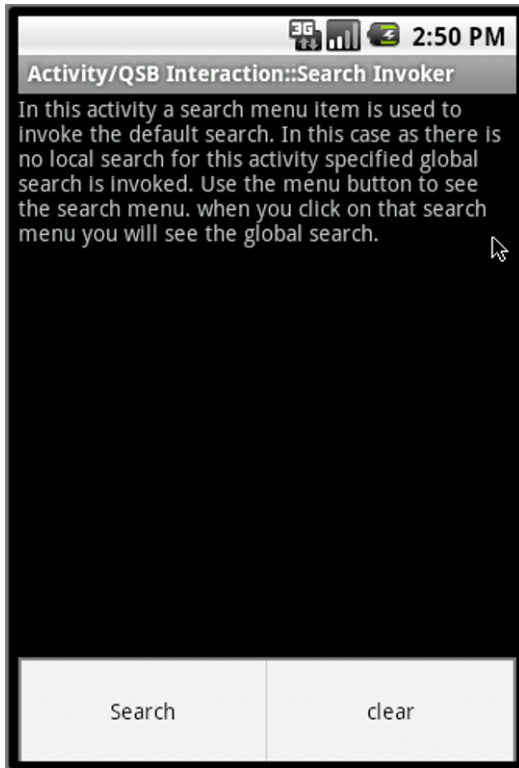 3G 2:50 PM
Activity/QSB Interaction::Search Invoker
In this activity a search menu item is used to
invoke the default search. In this case as there is
no local search for this activity specified global
search is invoked. Use the menu button to see
the search menu. when you click on that search
menu you will see the global search.
Search clear